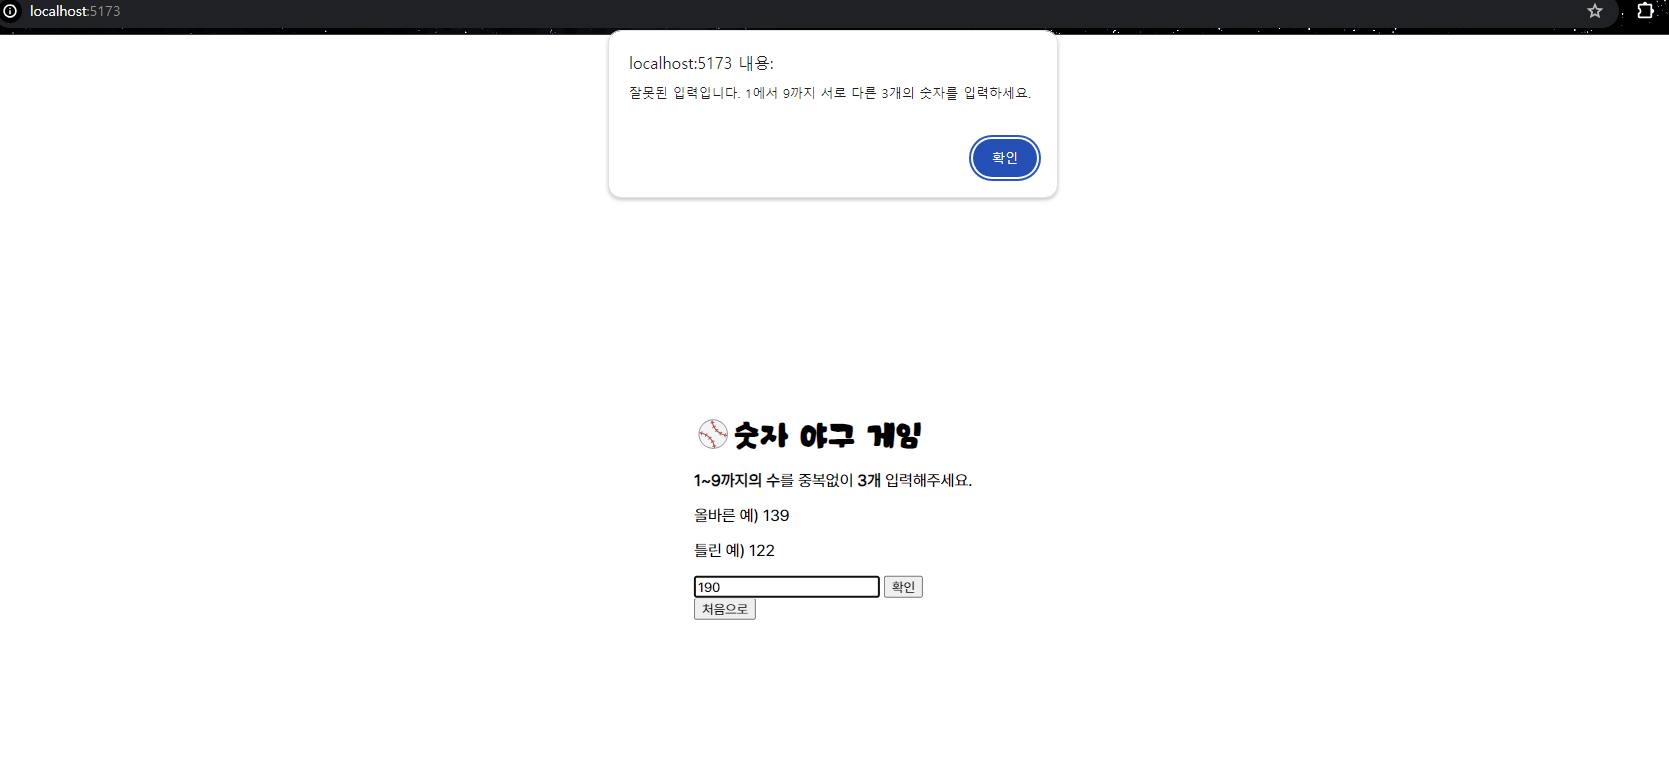 localhost:5173
localhost:5173 내용:
잘못된 입력입니다. 1에서 9까지 서로 다른 3개의 숫자를 입력하세요.
확인
숫자 야구 게임
1~9까지의 수를 중복없이 3개 입력해주세요.
올바른 예) 139
틀린 예) 122
190 확인
처음으로